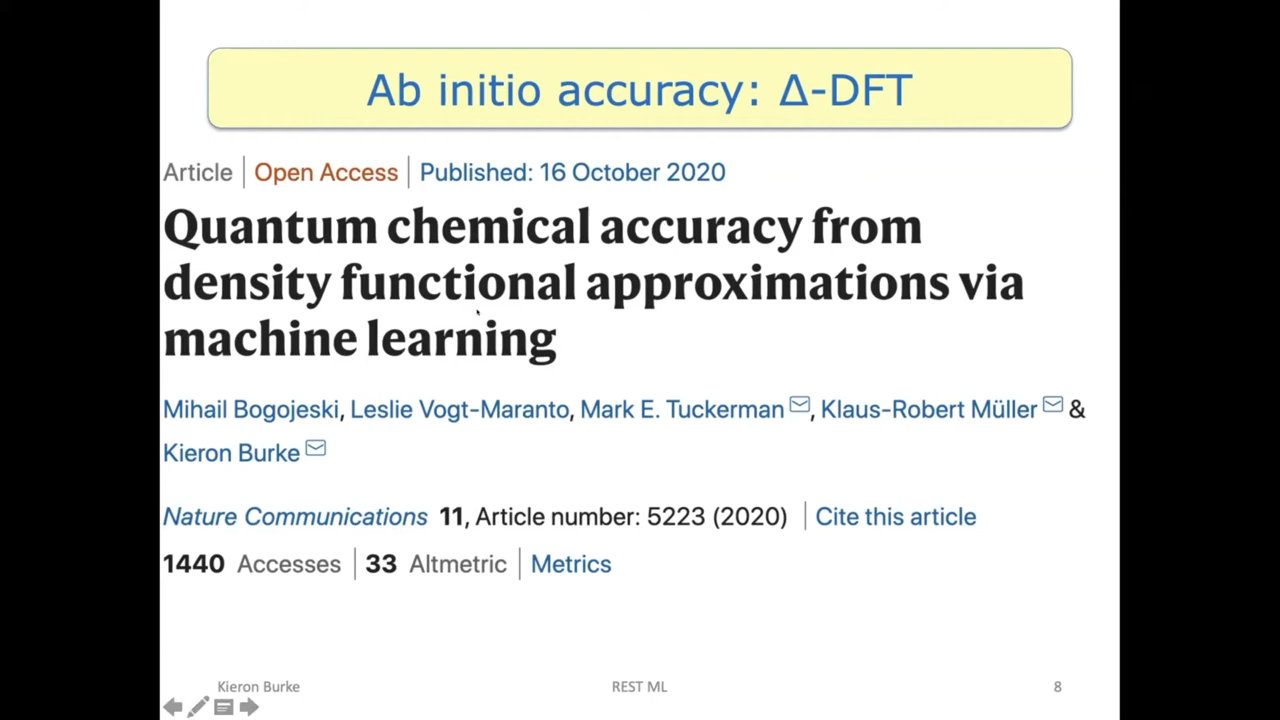 Ab initio accuracy: Δ-DFT
Article | Open Access | Published: 16 October 2020
Quantum chemical accuracy from
density functional approximations via
machine learning
Mihail Bogojeski, Leslie Vogt-Maranto, Mark E. Tuckerman, Klaus-Robert Müller &
Kieron Burke
Nature Communications 11, Article number: 5223 (2020) | Cite this article
1440 Accesses | 33 Altmetric | Metrics
Kieron Burke REST ML 8